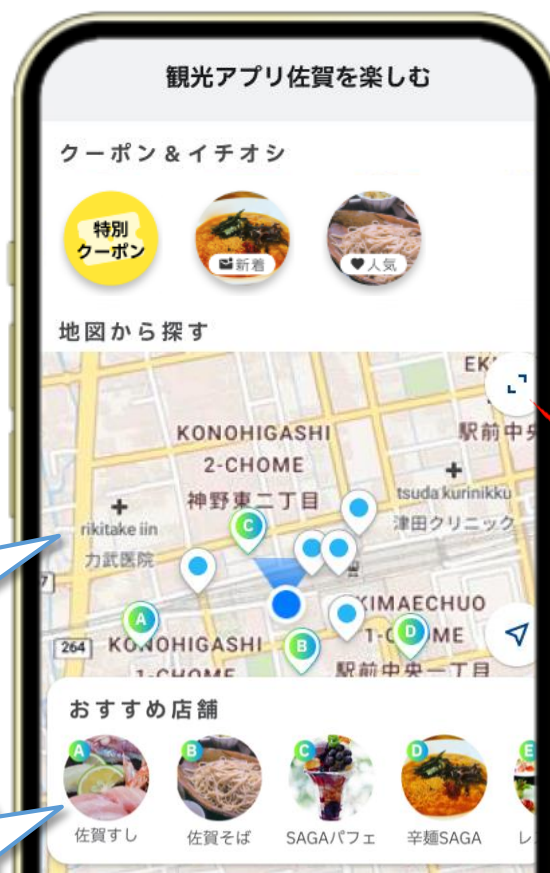 観光アプリ佐賀を楽しむ
クーポン&イチオシ
特別
クーポン
新着
人気
地図から探す
KONOHIGASHI
2-CHOME
神野東二丁目
駅前中央
tsuda kurinikku
津田クリニック
rikitake iin
力武医院
C
A
B
D
264
KONOHIGASHI
1-CHOME
駅前中央一丁目
おすすめ店舗
A
B
C
D
E
佐賀すし
佐賀そば
SAGAパフェ
辛麺SAGA